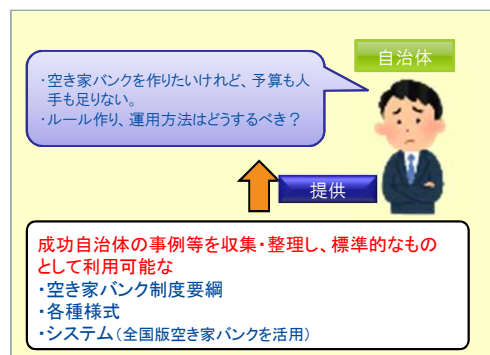 自治体
・空き家バンクを作りたいけれど、予算も人
手も足りない。
・ルール作り、運用方法はどうするべき？
提供
成功自治体の事例等を収集・整理し、標準的なもの
として利用可能な
・空き家バンク制度要綱
・各種様式
・システム（全国版空き家バンクを活用）